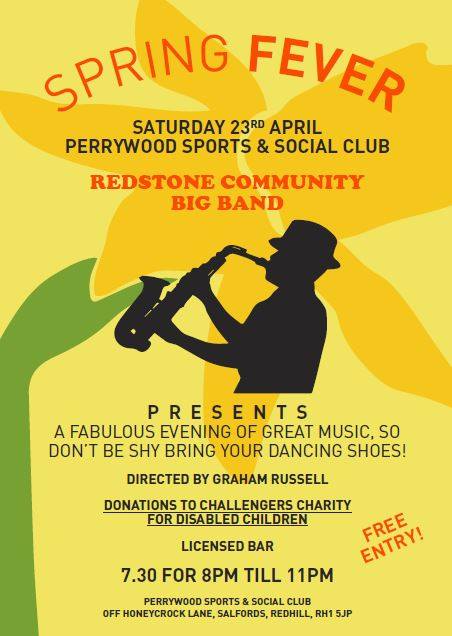 SPRING FEVER
SATURDAY 23RD APRIL
PERRYWOOD SPORTS & SOCIAL CLUB
REDSTONE COMMUNITY
BIG BAND
PRESENTS
A FABULOUS EVENING OF GREAT MUSIC, SO
DON'T BE SHY BRING YOUR DANCING SHOES!
DIRECTED BY GRAHAM RUSSELL
DONATIONS TO CHALLENGERS CHARITY
FOR DISABLED CHILDREN
LICENSED BAR
FREE
ENTRY!
7.30 FOR 8PM TILL 11PM
PERRYWOOD SPORTS & SOCIAL CLUB
OFF HONEYCROCK LANE, SALFORDS, REDHILL, RH1 5JP